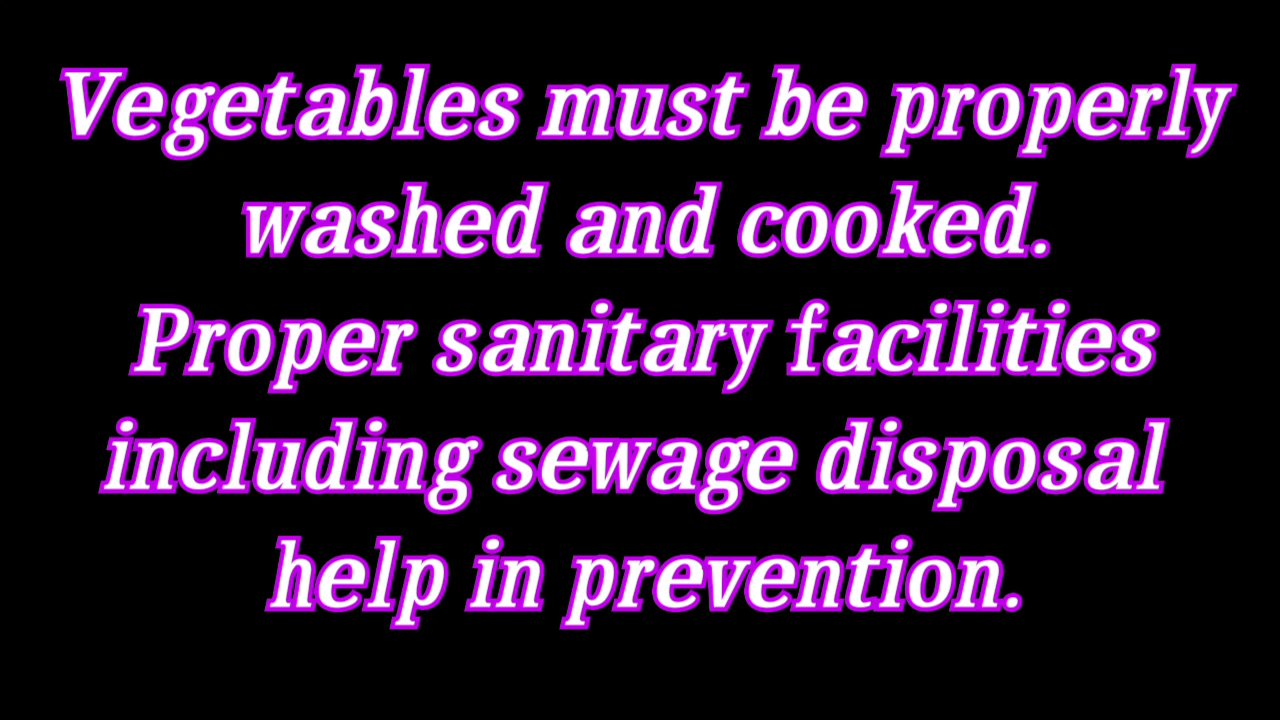 Vegetables must be properly
washed and cooked.
Proper sanitary facilities
including sewage disposal
help in prevention.